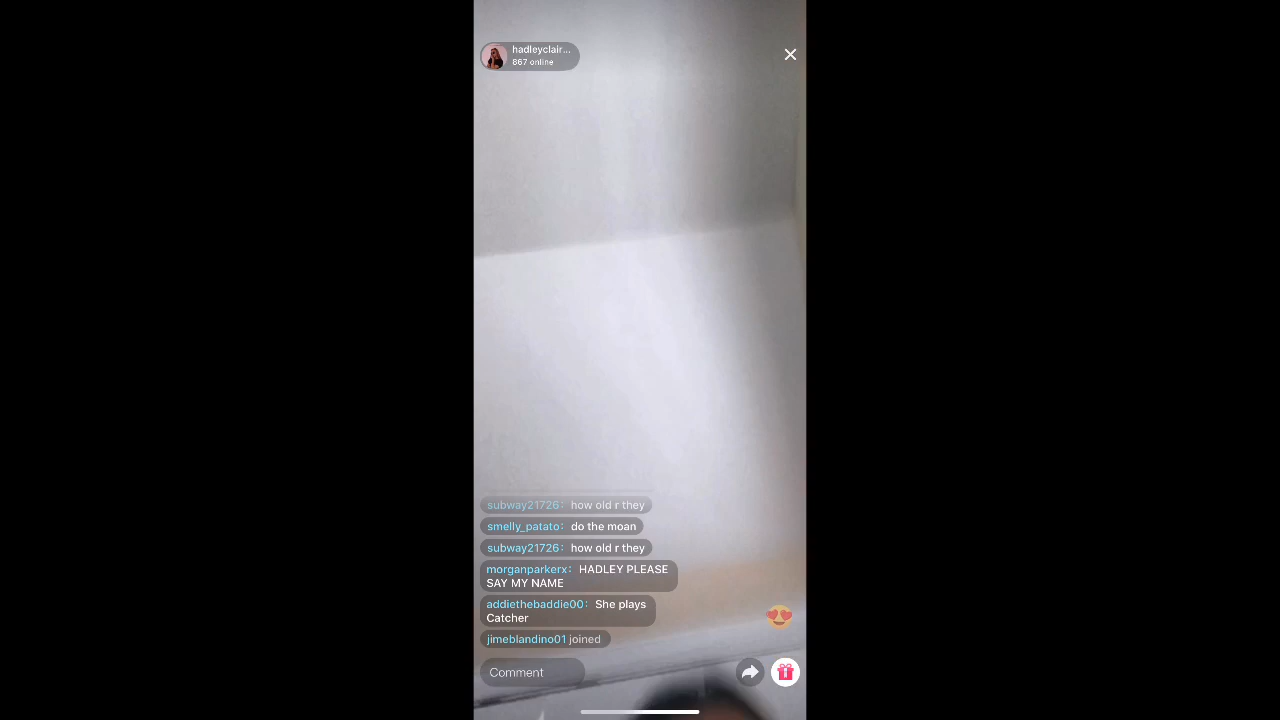 hadleyclair...
867 online
subway21726: how old r they
smelly_patato: do the moan
subway21726: how old r they
morganparkerx: HADLEY PLEASE
SAY MY NAME
addiethebaddie00: She plays
Catcher
jimeblandino01 joined
Comment